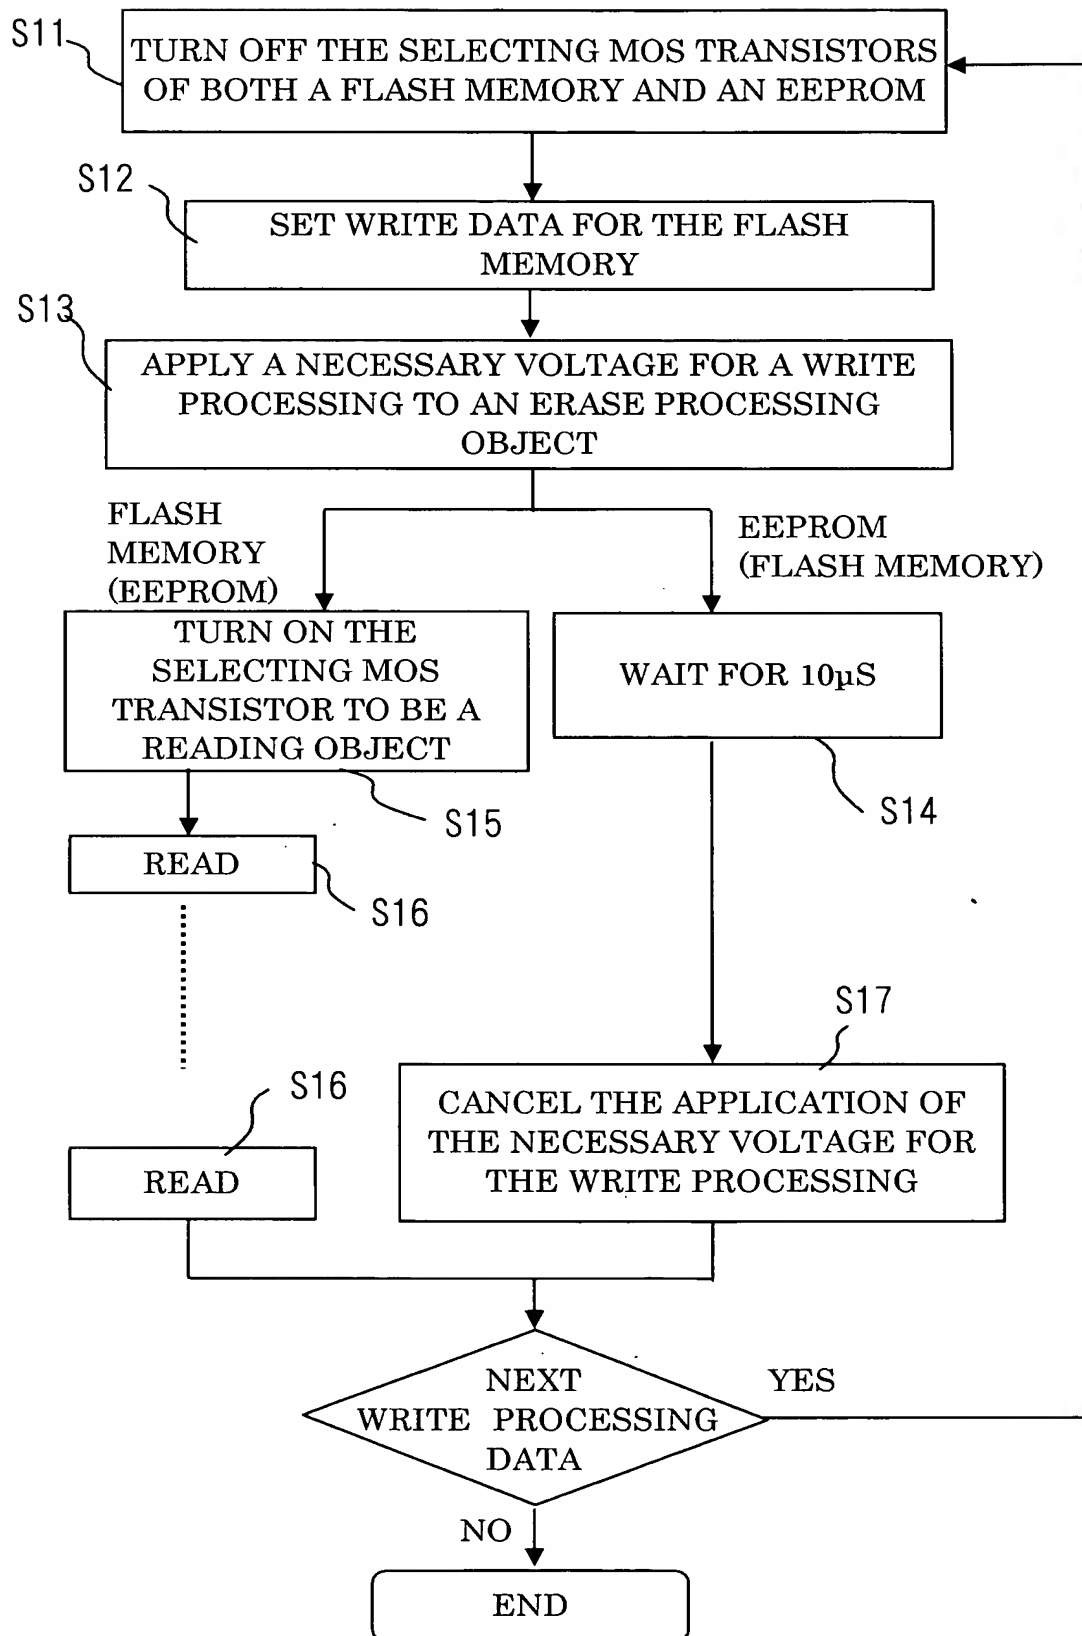 S11
TURN OFF THE SELECTING MOS TRANSISTORS
OF BOTH A FLASH MEMORY AND AN EEPROM
S12
SET WRITE DATA FOR THE FLASH
MEMORY
S13
APPLY A NECESSARY VOLTAGE FOR A WRITE
PROCESSING TO AN ERASE PROCESSING
OBJECT
FLASH
MEMORY
(EEPROM)
EEPROM
(FLASH MEMORY)
TURN ON THE
SELECTING MOS
TRANSISTOR TO BE A
READING OBJECT
WAIT FOR 10µS
S15
S14
READ
S16
S17
S16
READ
CANCEL THE APPLICATION OF
THE NECESSARY VOLTAGE FOR
THE WRITE PROCESSING
NEXT
WRITE PROCESSING
DATA
YES
NO
END